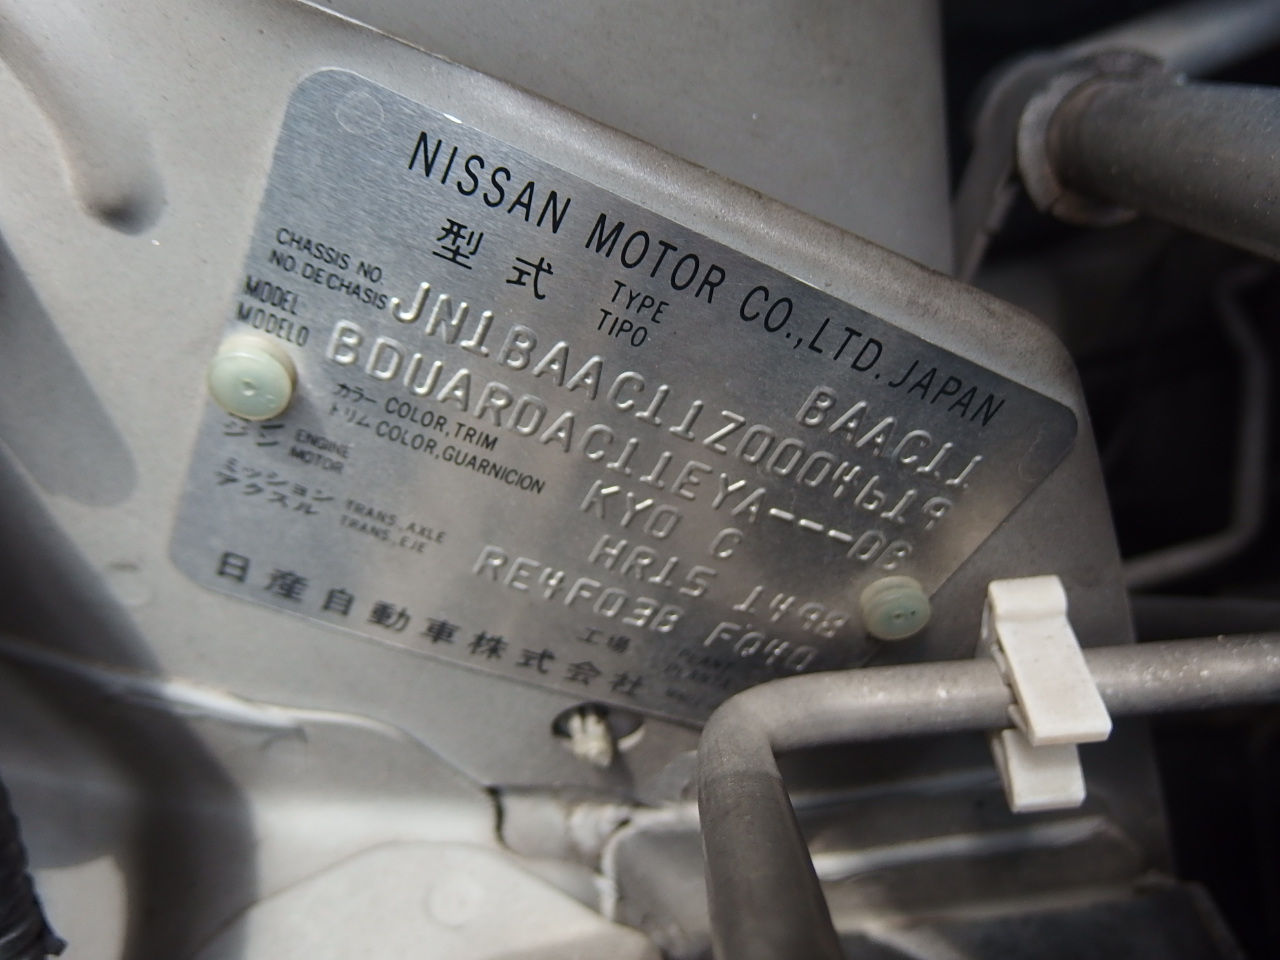 NISSAN MOTOR CO.,LTD. JAPAN
型式 TYPE TIPO BAAC11
CHASSIS NO.
NO. DE CHASIS JN1BAAC11Z0004619
MODEL
MODELO BDUARDAC11EYA---0C
カラー COLOR,TRIM
トリム COLOR,GUARNICION KY0 C
ジン ENGINE MOTOR HR15 1498
ミッション TRANS.,AXLE
アクスル TRANS.,EJE RE4F03B FQ40
工場 PLANT
PLANTA
日産自動車株式会社